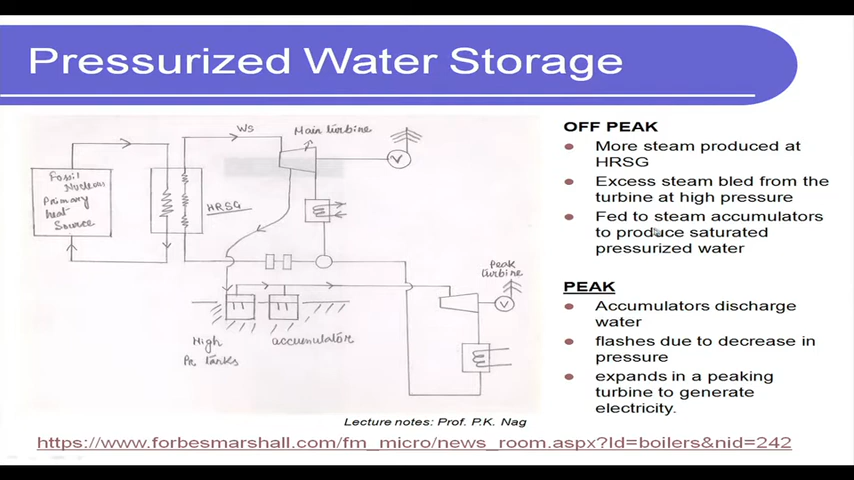 Pressurized Water Storage
Fossil
Nuclear
Primary
heat
Source
HRSG
Ws
Main turbine
Peak
turbine
High
Pr tanks
accumulator
Lecture notes: Prof. P.K. Nag
OFF PEAK
More steam produced at
HRSG
Excess steam bled from the
turbine at high pressure
Fed to steam accumulators
to produce saturated
pressurized water
PEAK
Accumulators discharge
water
flashes due to decrease in
pressure
expands in a peaking
turbine to generate
electricity.
https://www.forbesmarshall.com/fm_micro/news_room.aspx?Id=boilers&nid=242